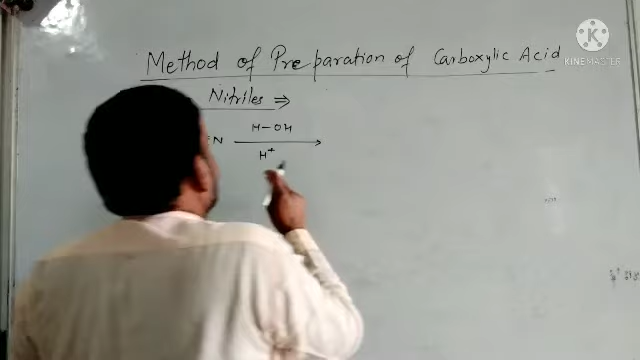 Method of Preparation of Carboxylic Acid
Nitriles ⇒
≡N
H-OH
H+
KINEMASTER